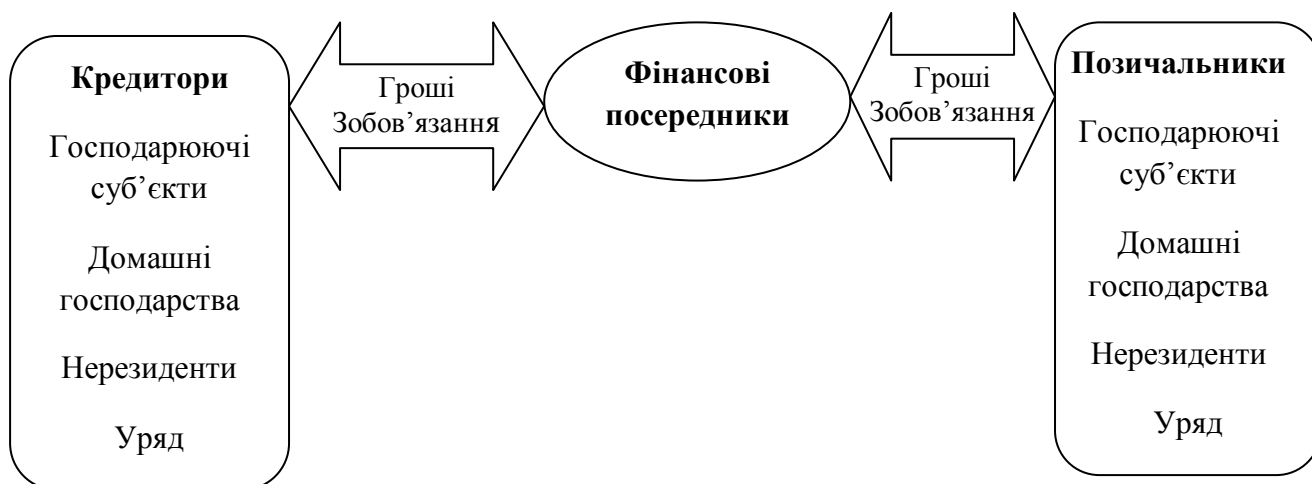 Кредитори
Господарюючі
суб’єкти
Домашні
господарства
Нерезиденти
Уряд
Гроші
Зобов’язання
Фінансові
посередники
Гроші
Зобов’язання
Позичальники
Господарюючі
суб’єкти
Домашні
господарства
Нерезиденти
Уряд